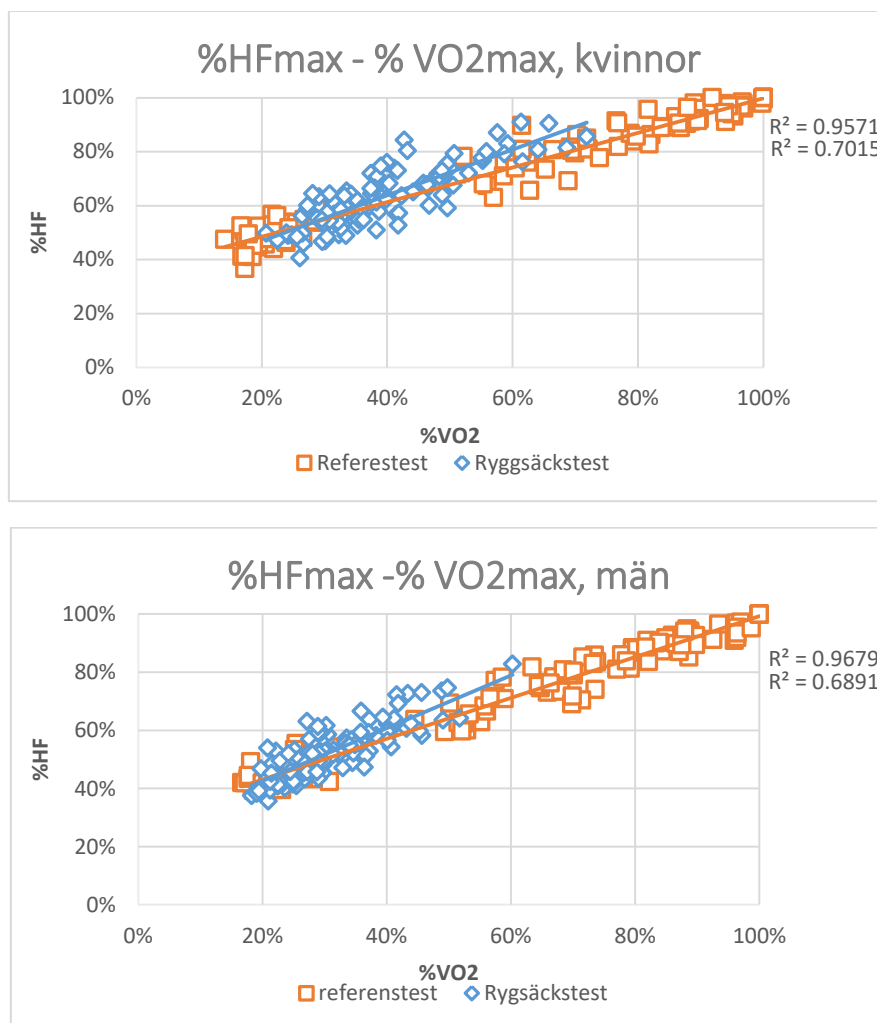 %HFmax - % VO2max, kvinnor
100%
80%
60%
40%
20%
0%
%HF
R² = 0.9571
R² = 0.7015
0% 20% 40% 60% 80% 100%
%VO2
Referestest Ryggsäckstest
%HFmax -% VO2max, män
100%
80%
60%
40%
20%
0%
%HF
R² = 0.9679
R² = 0.6891
0% 20% 40% 60% 80% 100%
%VO2
referenstest Rygsäckstest